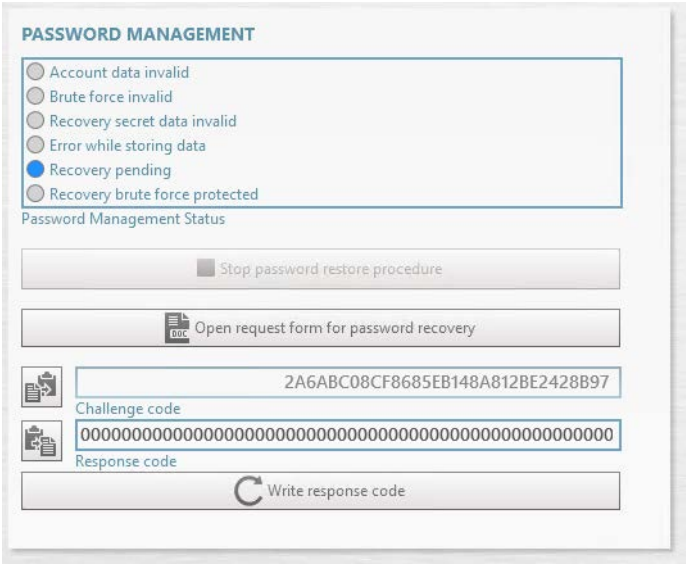 PASSWORD MANAGEMENT
Account data invalid
Brute force invalid
Recovery secret data invalid
Error while storing data
Recovery pending
Recovery brute force protected
Password Management Status
Stop password restore procedure
DOC
Open request form for password recovery
2A6ABC08CF8685EB148A812BE2428B97
Challenge code
00000000000000000000000000000000000000000000000000000
Response code
Write response code